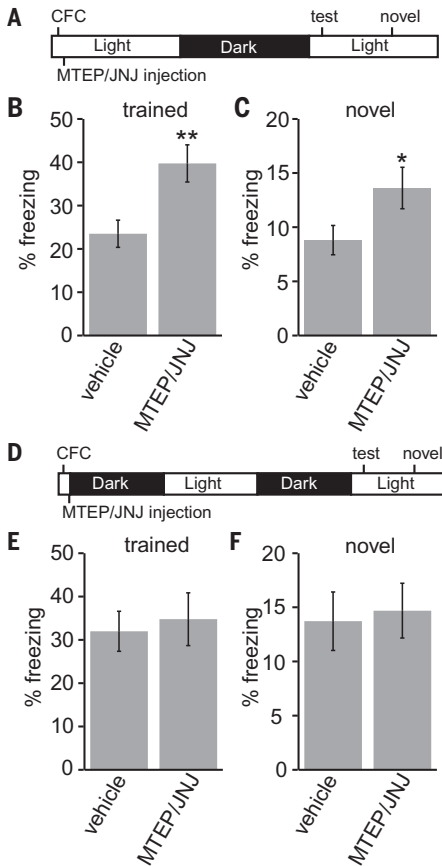 A
CFC
test
novel
Light
Dark
Light
MTEP/JNJ injection
B
trained
% freezing
50
40
30
20
10
0
**
vehicle
MTEP/JNJ
C
novel
% freezing
20
15
10
5
0
*
vehicle
MTEP/JNJ
D
CFC
test
novel
Dark
Light
Dark
Light
MTEP/JNJ injection
E
trained
% freezing
50
40
30
20
10
0
vehicle
MTEP/JNJ
F
novel
% freezing
20
15
10
5
0
vehicle
MTEP/JNJ